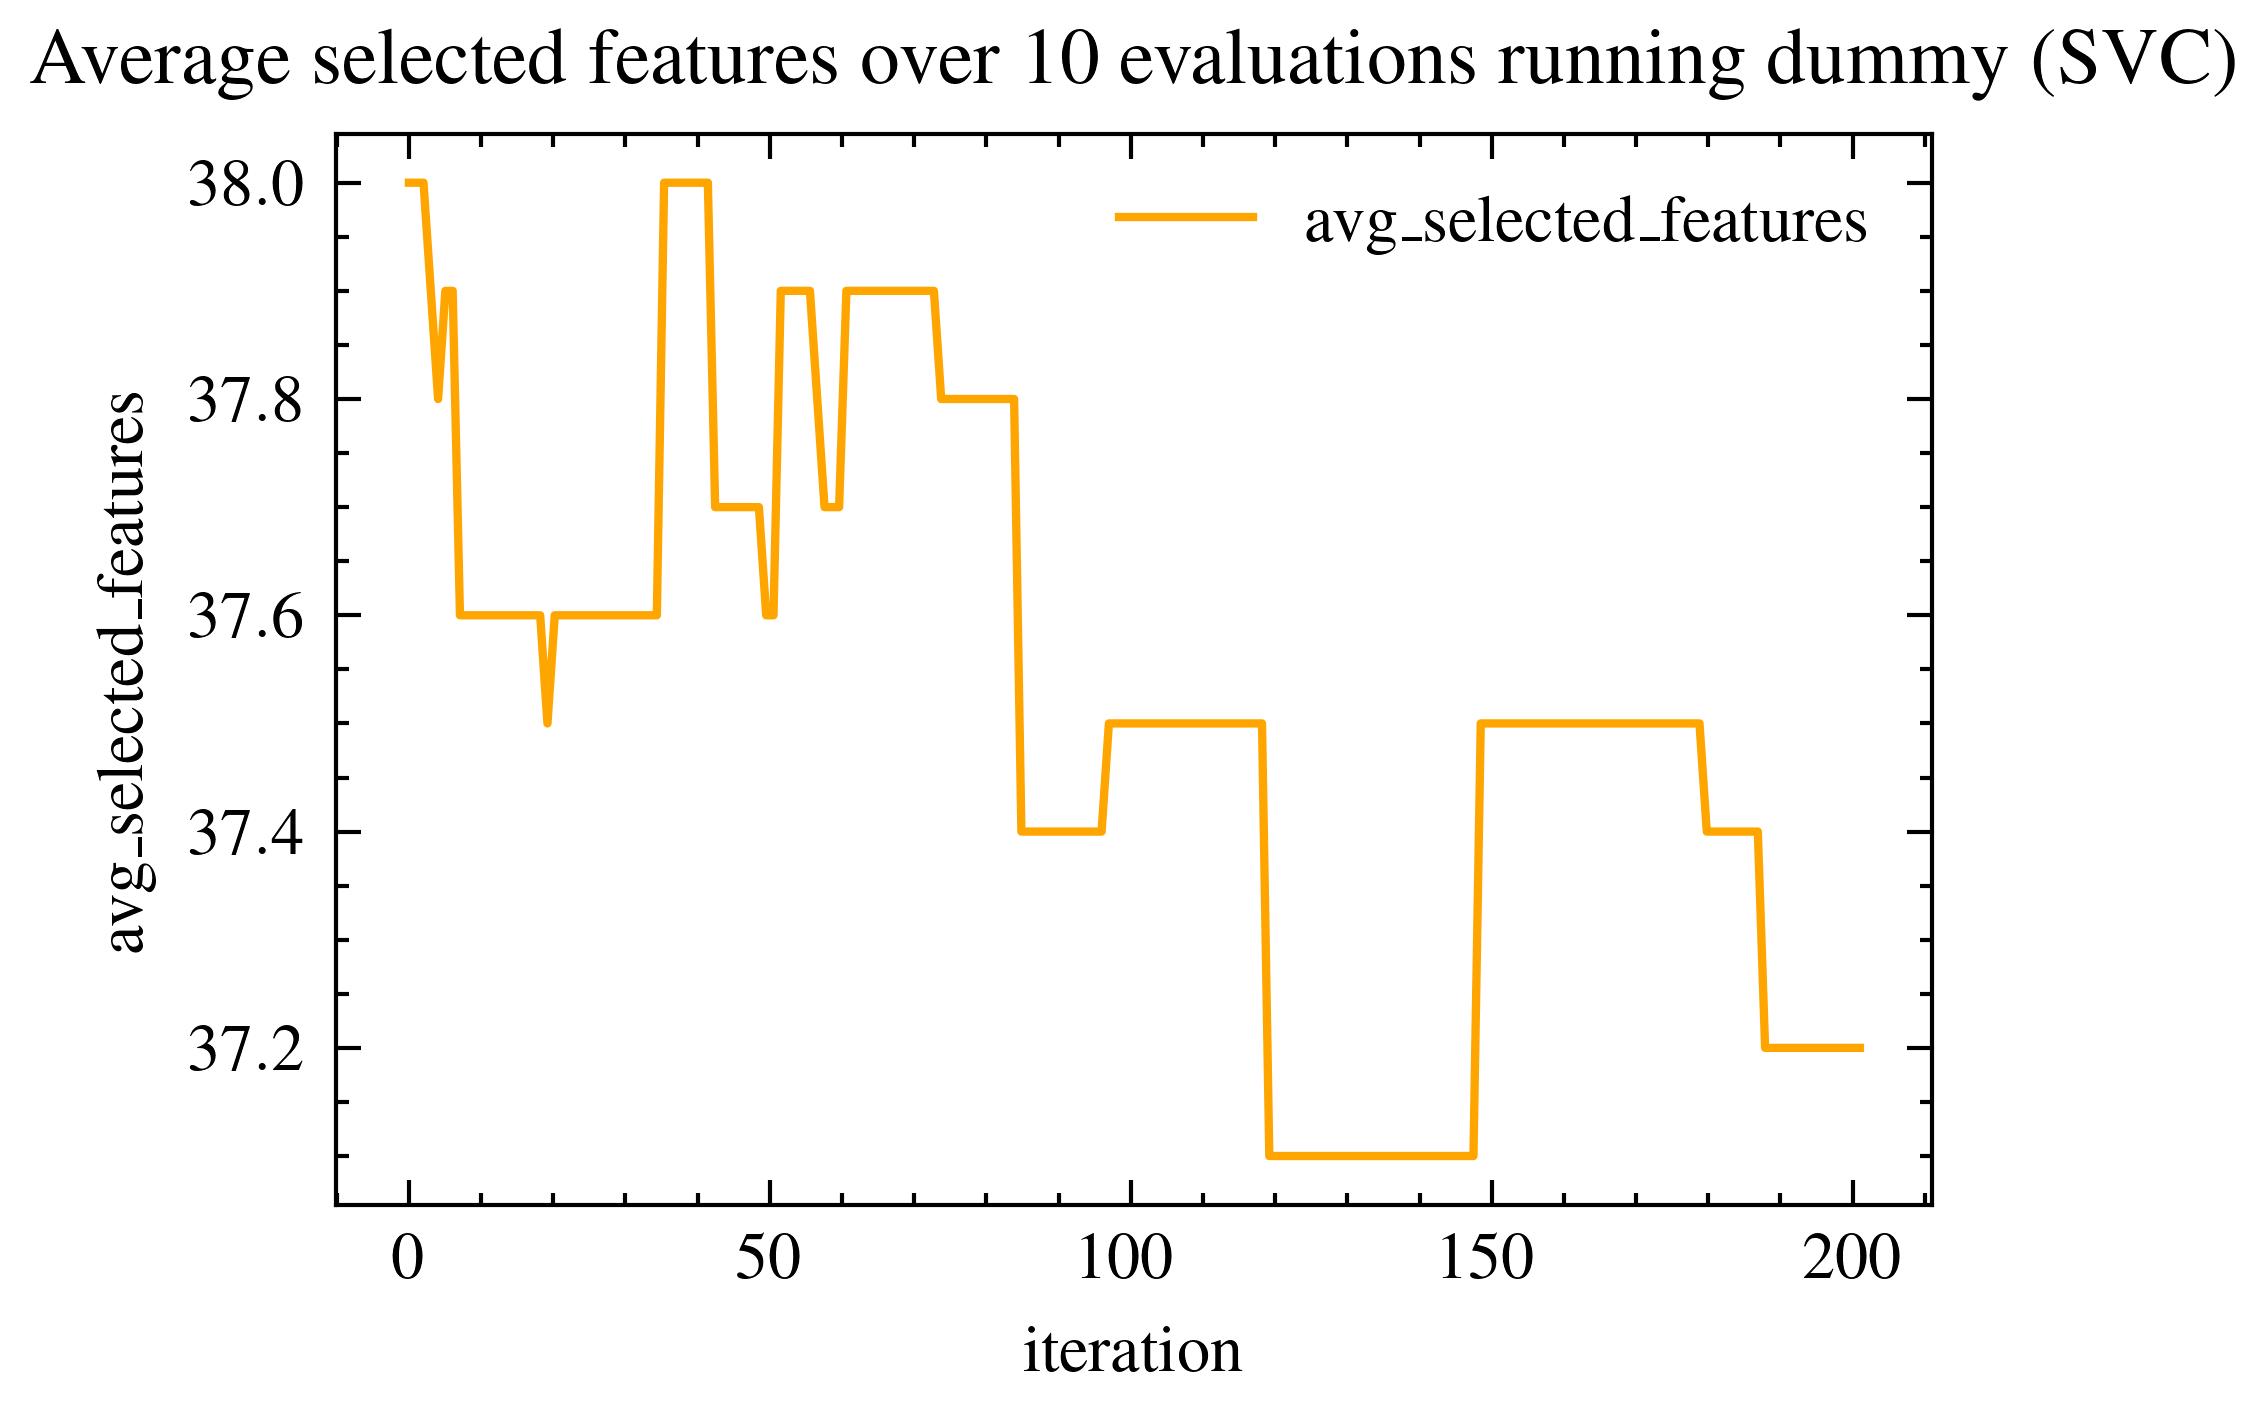 Average selected features over 10 evaluations running dummy (SVC)
avg_selected_features
38.0
37.8
37.6
37.4
37.2
avg_selected_features
0 50 100 150 200
iteration